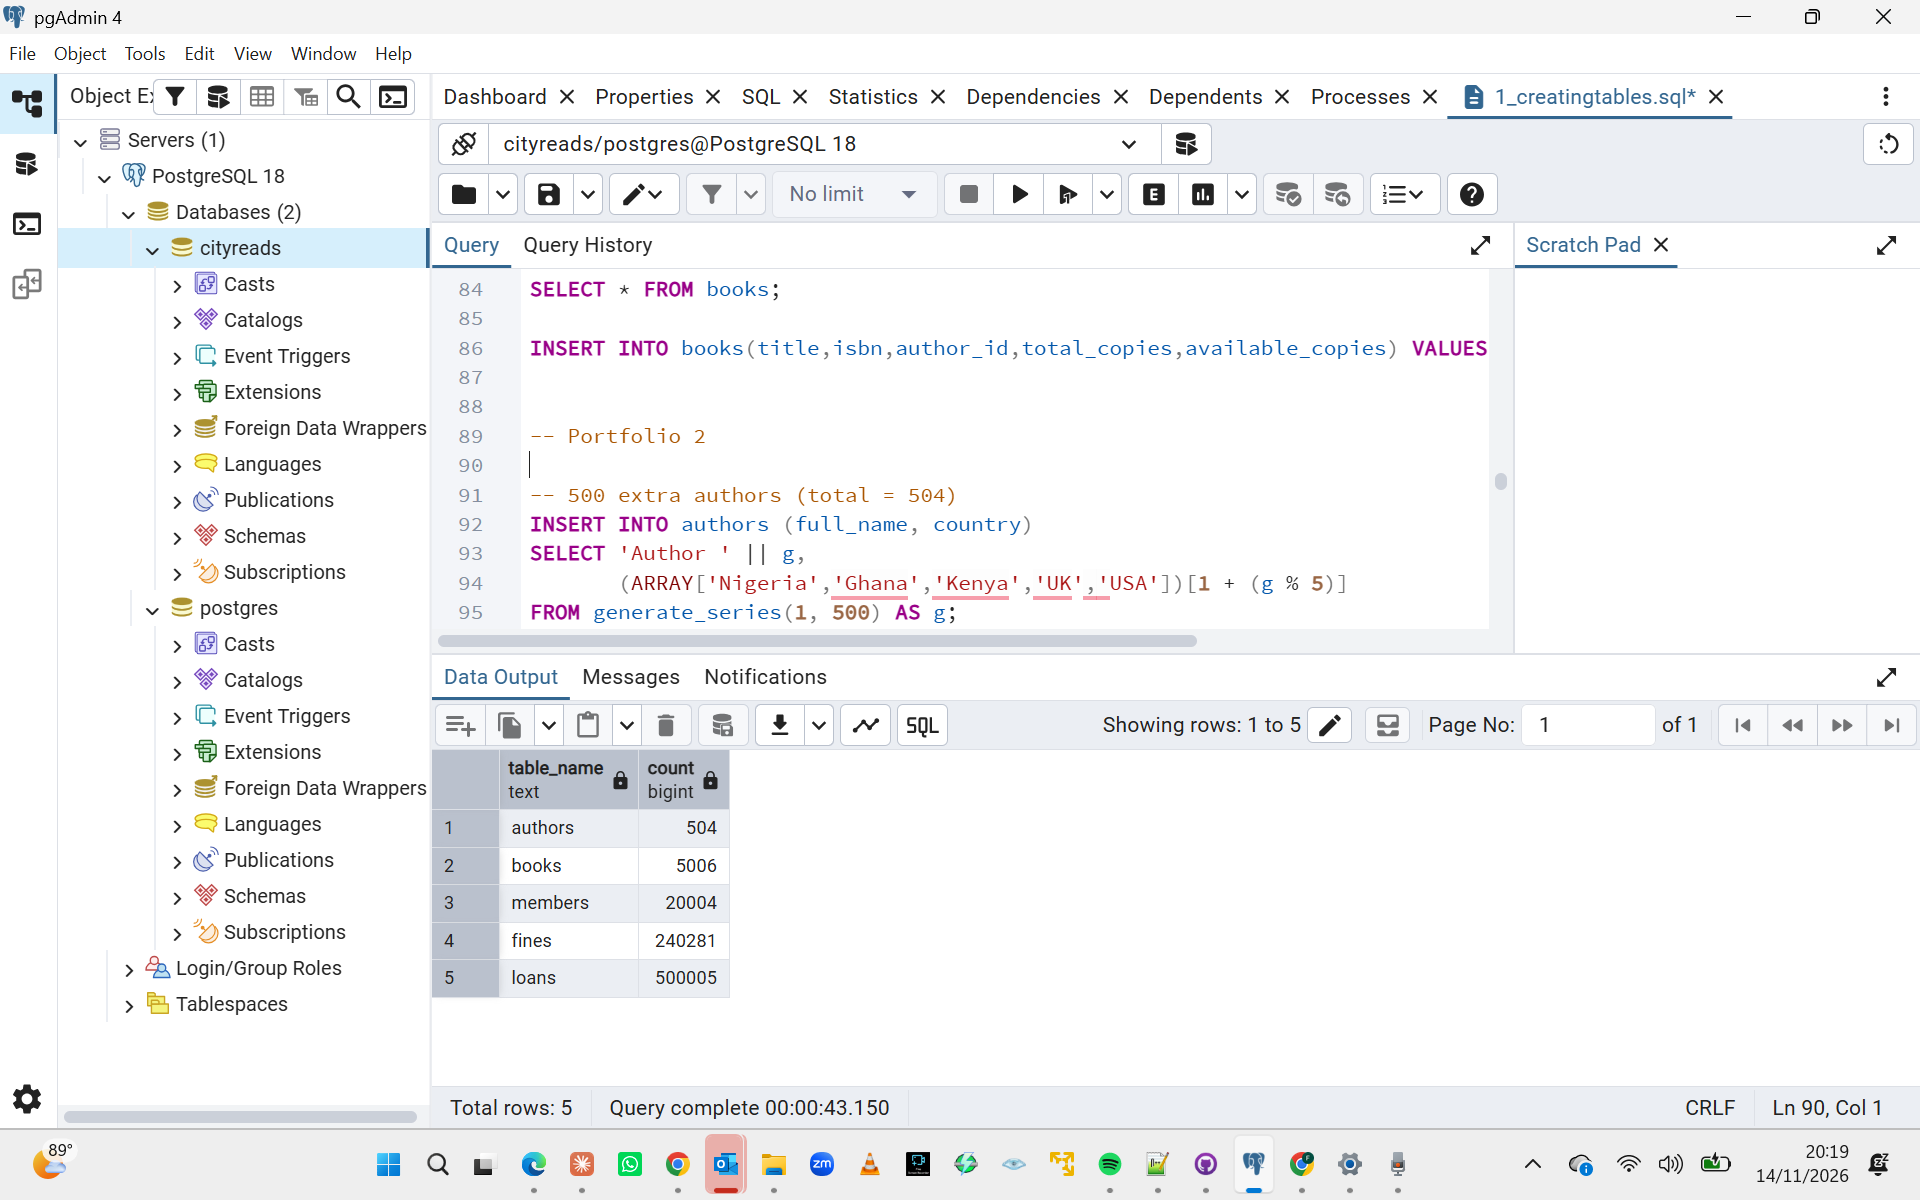 pgAdmin 4
File Object Tools Edit View Window Help
Object Ex
Dashboard Properties SQL Statistics Dependencies Dependents Processes 1_creatingtables.sql*
Servers (1)
PostgreSQL 18
Databases (2)
cityreads
Casts
Catalogs
Event Triggers
Extensions
Foreign Data Wrappers
Languages
Publications
Schemas
Subscriptions
postgres
Casts
Catalogs
Event Triggers
Extensions
Foreign Data Wrappers
Languages
Publications
Schemas
Subscriptions
Login/Group Roles
Tablespaces
cityreads/postgres@PostgreSQL 18
No limit
E
Query Query History
Scratch Pad
84 SELECT * FROM books;
85
86 INSERT INTO books(title,isbn,author_id,total_copies,available_copies) VALUES
87
88
89 -- Portfolio 2
90
91 -- 500 extra authors (total = 504)
92 INSERT INTO authors (full_name, country)
93 SELECT 'Author ' || g,
94 (ARRAY['Nigeria','Ghana','Kenya','UK','USA'])[1 + (g % 5)]
95 FROM generate_series(1, 500) AS g;
Data Output Messages Notifications
SQL
Showing rows: 1 to 5
Page No: 1 of 1
table_name text count bigint
1 authors 504
2 books 5006
3 members 20004
4 fines 240281
5 loans 500005
Total rows: 5 Query complete 00:00:43.150
CRLF Ln 90, Col 1
89°
zm
20:19
14/11/2026